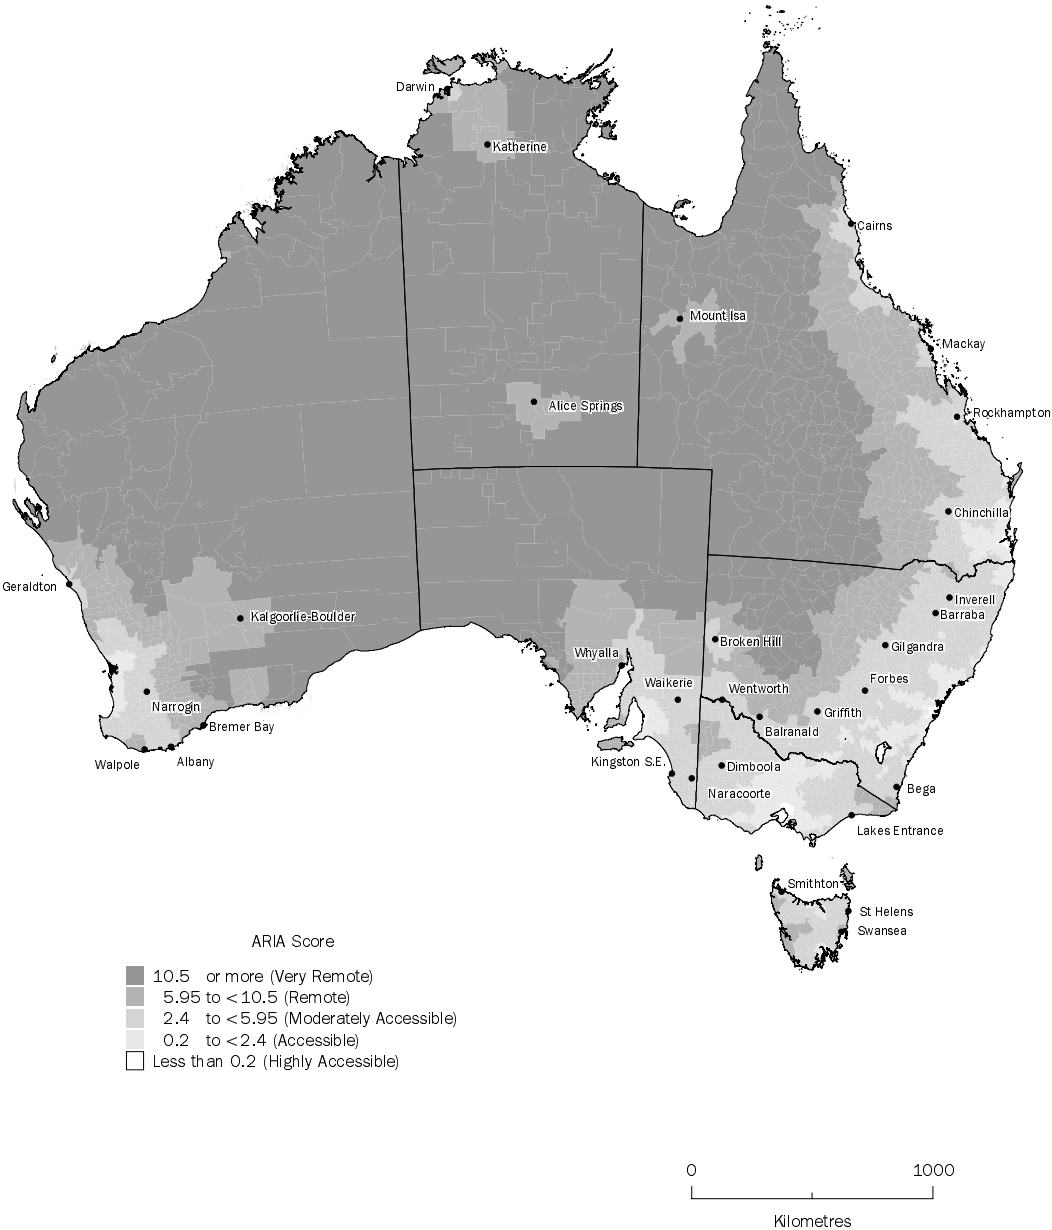 Darwin
Katherine
Cairns
Mount Isa
Mackay
Alice Springs
Rockhampton
Chinchilla
Geraldton
Kalgoorlie-Boulder
Inverell
Barraba
Broken Hill
Gilgandra
Whyalla
Waikerie
Wentworth
Forbes
Narrogin
Griffith
Bremer Bay
Balranald
Walpole
Albany
Kingston S.E.
Dimboola
Naracoorte
Bega
Lakes Entrance
Smithton
St Helens
Swansea
ARIA Score
10.5 or more (Very Remote)
5.95 to <10.5 (Remote)
2.4 to <5.95 (Moderately Accessible)
0.2 to <2.4 (Accessible)
Less than 0.2 (Highly Accessible)
0 1000
Kilometres